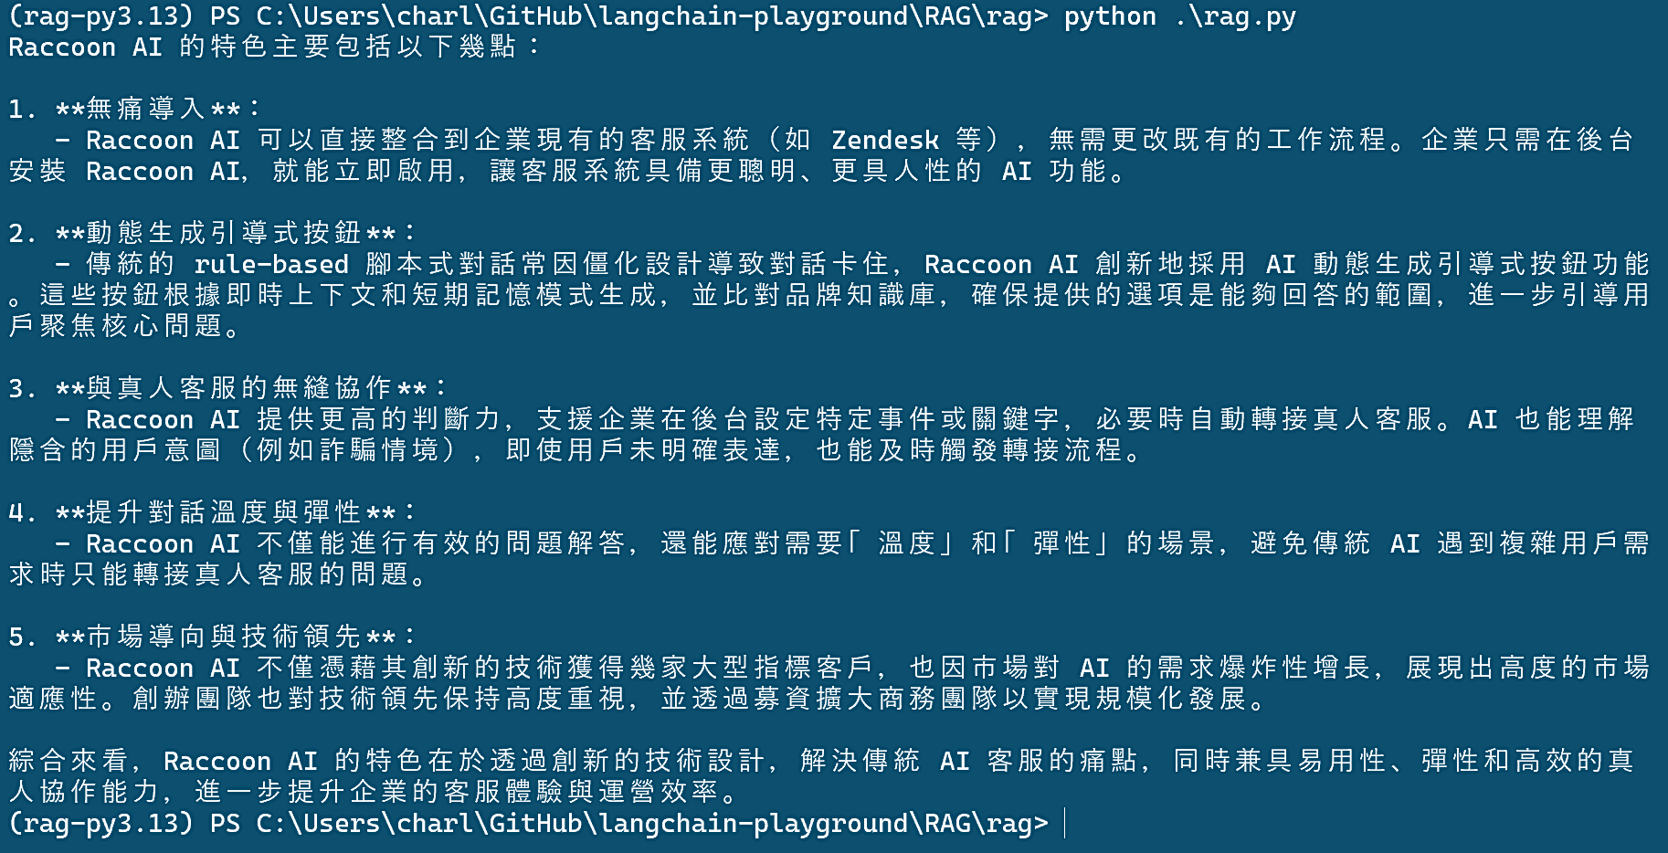 (rag-py3.13) PS C:\Users\charl\GitHub\langchain-playground\RAG\rag> python .\rag.py
Raccoon AI 的特色主要包括以下幾點：
1. **無痛導入**：
- Raccoon AI 可以直接整合到企業現有的客服系統（如 Zendesk 等），無需更改既有的工作流程。企業只需在後台
安裝 Raccoon AI，就能立即啟用，讓客服系統具備更聰明、更具人性的 AI 功能。
2. **動態生成引導式按鈕**：
- 傳統的 rule-based 腳本式對話常因僵化設計導致對話卡住，Raccoon AI 創新地採用 AI 動態生成引導式按鈕功能
。這些按鈕根據即時上下文和短期記憶模式生成，並比對品牌知識庫，確保提供的選項是能夠回答的範圍，進一步引導用
戶聚焦核心問題。
3. **與真人客服的無縫協作**：
- Raccoon AI 提供更高的判斷力，支援企業在後台設定特定事件或關鍵字，必要時自動轉接真人客服。AI 也能理解
隱含的用戶意圖（例如詐騙情境），即使用戶未明確表達，也能及時觸發轉接流程。
4. **提升對話溫度與彈性**：
- Raccoon AI 不僅能進行有效的問題解答，還能應對需要「溫度」和「彈性」的場景，避免傳統 AI 遇到複雜用戶需
求時只能轉接真人客服的問題。
5. **市場導向與技術領先**：
- Raccoon AI 不僅憑藉其創新的技術獲得幾家大型指標客戶，也因市場對 AI 的需求爆炸性增長，展現出高度的市場
適應性。創辦團隊也對技術領先保持高度重視，並透過募資擴大商務團隊以實現規模化發展。
綜合來看，Raccoon AI 的特色在於透過創新的技術設計，解決傳統 AI 客服的痛點，同時兼具易用性、彈性和高效的真
人協作能力，進一步提升企業的客服體驗與運營效率。
(rag-py3.13) PS C:\Users\charl\GitHub\langchain-playground\RAG\rag>